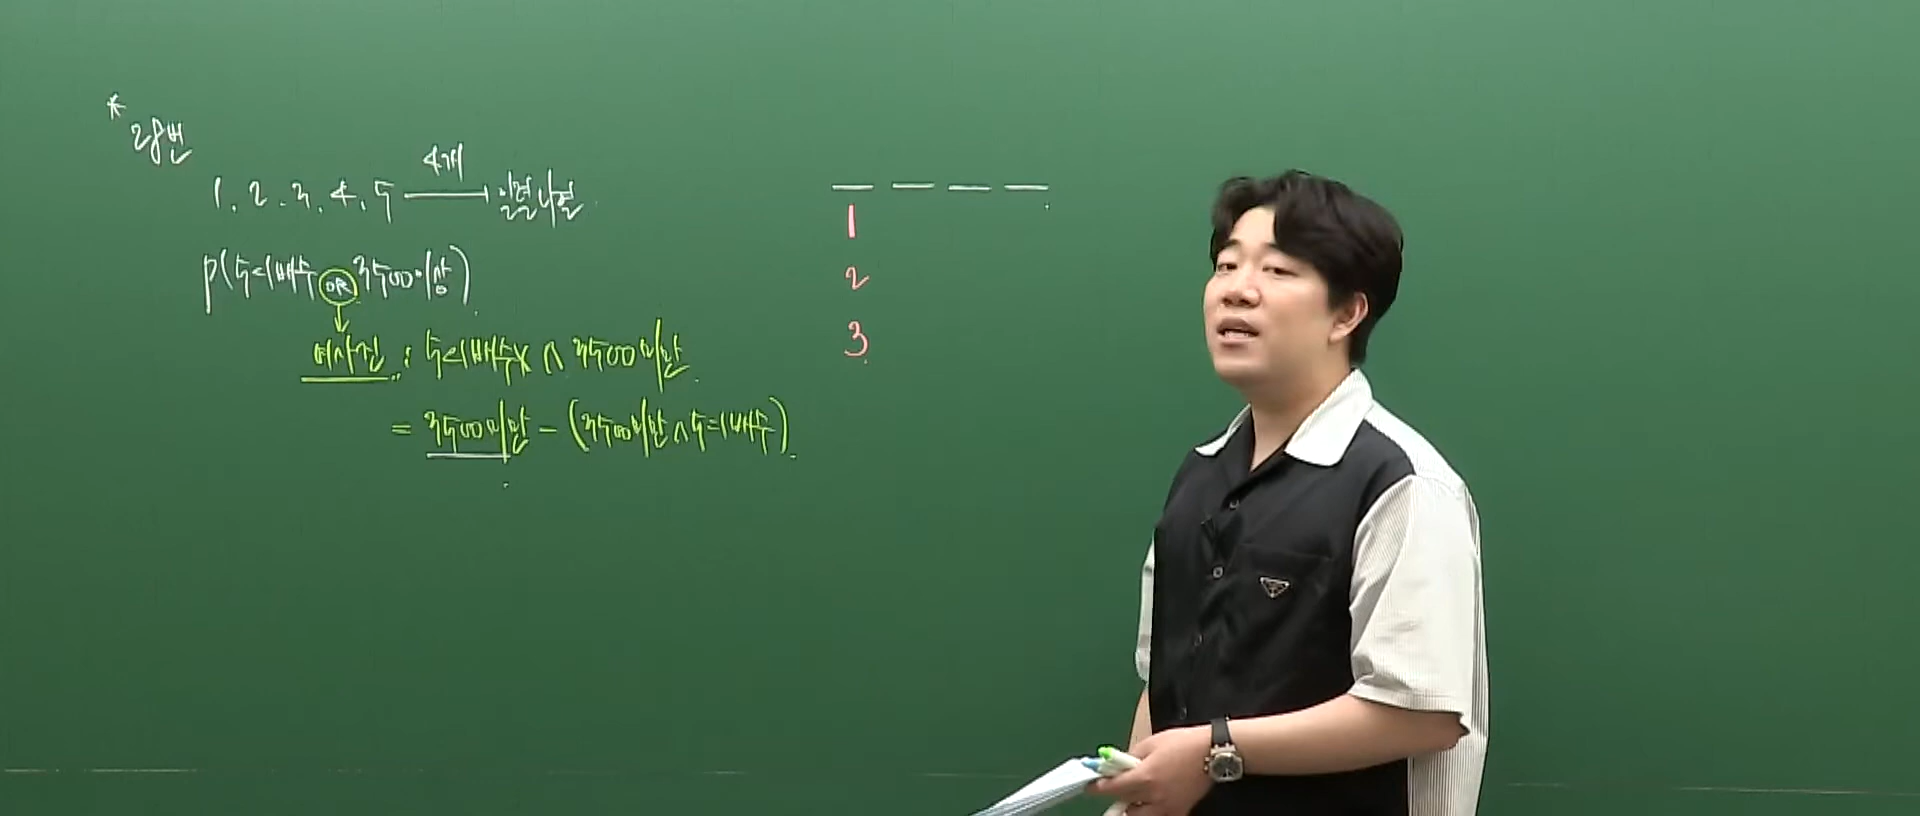 * 28번
1, 2, 3, 4, 5 4개 일렬나열
P(5의배수 OR 3500이상)
여사건 : 5의배수X ∩ 3500미만
= 3500미만 - (3500미만 ∩ 5의배수)
1
2
3